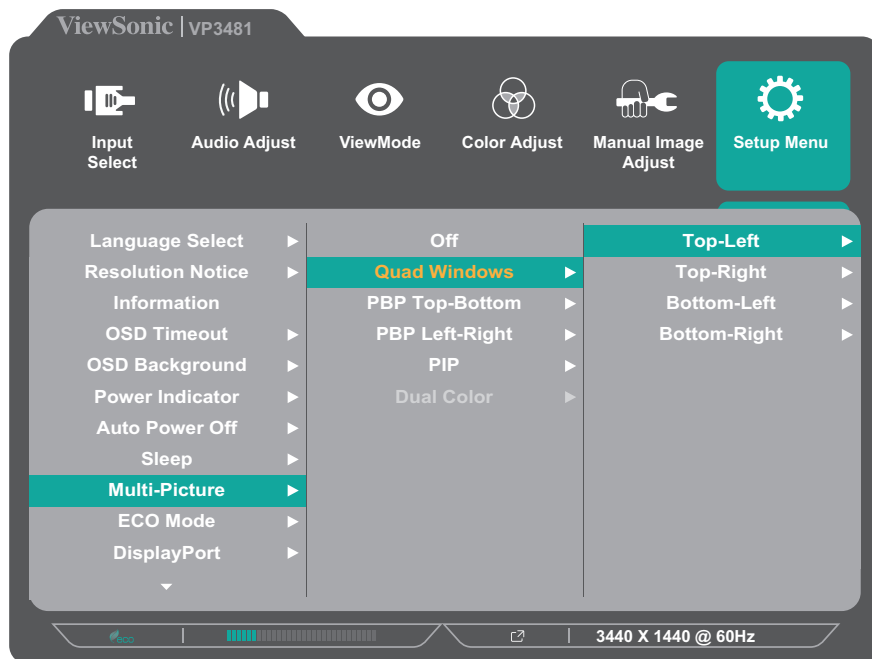 ViewSonic | VP3481
Input Select
Audio Adjust
ViewMode
Color Adjust
Manual Image Adjust
Setup Menu
Language Select
Resolution Notice
Information
OSD Timeout
OSD Background
Power Indicator
Auto Power Off
Sleep
Multi-Picture
ECO Mode
DisplayPort
Off
Quad Windows
PBP Top-Bottom
PBP Left-Right
PIP
Dual Color
Top-Left
Top-Right
Bottom-Left
Bottom-Right
eco
3440 X 1440 @ 60Hz